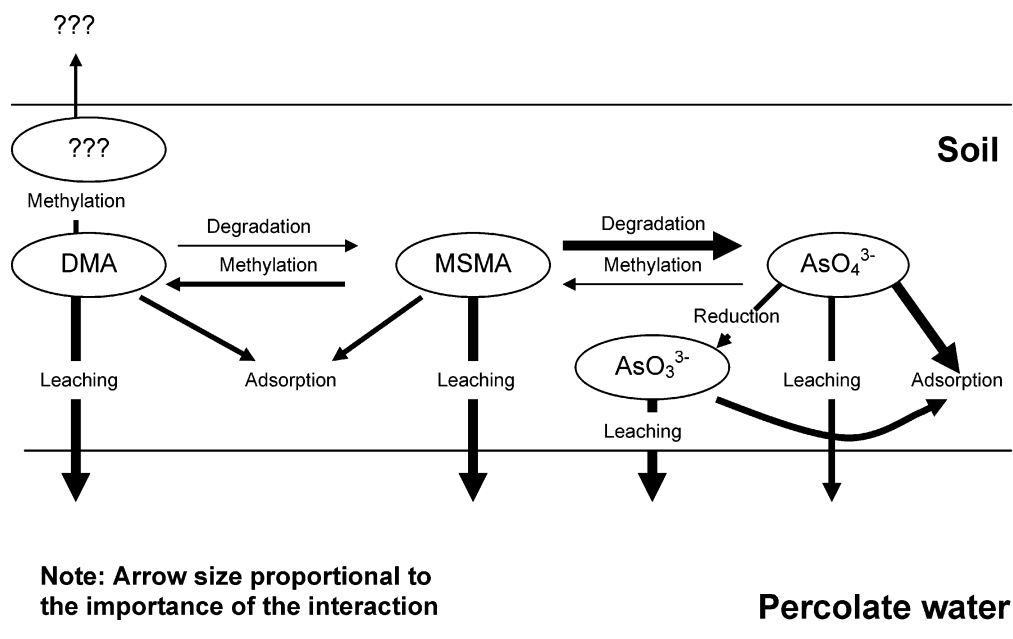 ???
???
Soil
Methylation
Degradation
Degradation
DMA
Methylation
MSMA
Methylation
AsO₄³⁻
Reduction
AsO₃³⁻
Leaching
Adsorption
Leaching
Leaching
Adsorption
Leaching
Note: Arrow size proportional to
the importance of the interaction
Percolate water